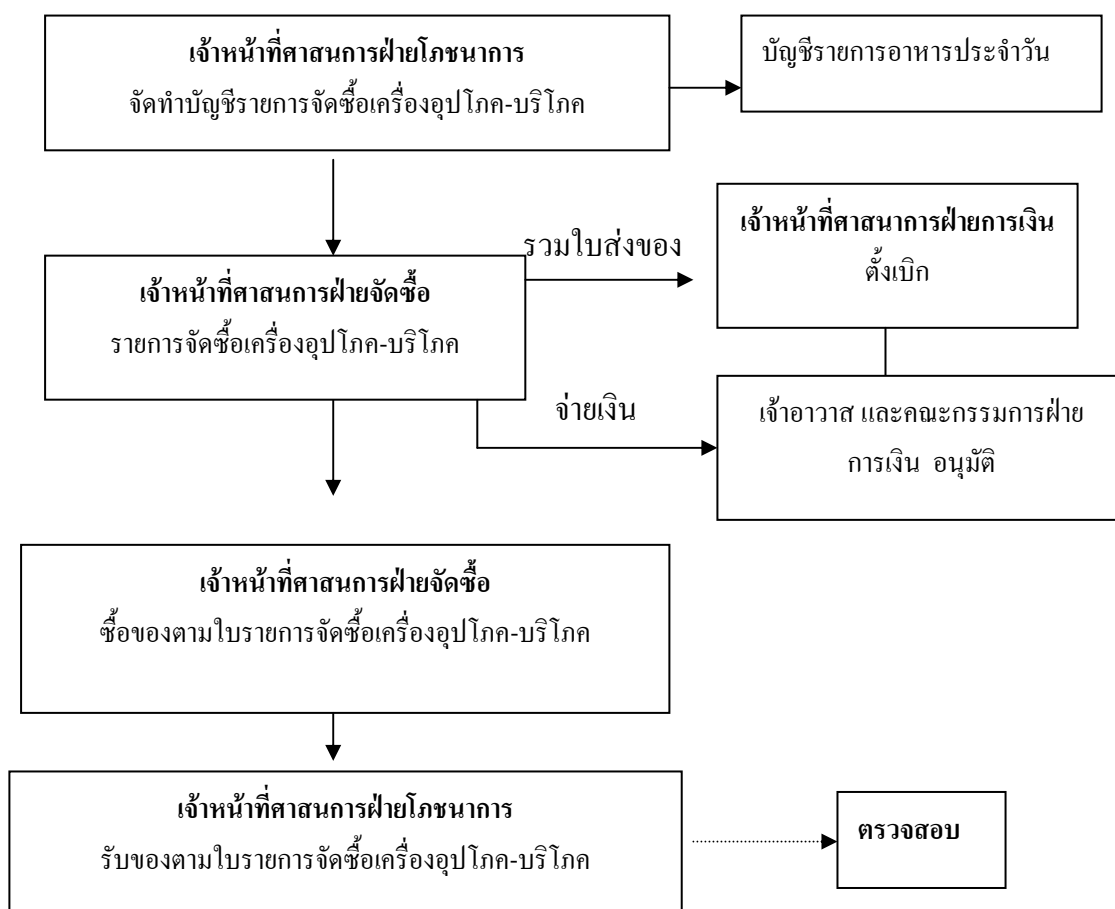 เจ้าหน้าที่ศาสนการฝ่ายโภชนาการ
จัดทำบัญชีรายการจัดซื้อเครื่องอุปโภค-บริโภค
บัญชีรายการอาหารประจำวัน
เจ้าหน้าที่ศาสนการฝ่ายจัดซื้อ
รายการจัดซื้อเครื่องอุปโภค-บริโภค
รวมใบส่งของ
เจ้าหน้าที่ศาสนาการฝ่ายการเงิน
ตั้งเบิก
จ่ายเงิน
เจ้าอาวาส และคณะกรรมการฝ่าย
การเงิน อนุมัติ
เจ้าหน้าที่ศาสนการฝ่ายจัดซื้อ
ซื้อของตามใบรายการจัดซื้อเครื่องอุปโภค-บริโภค
เจ้าหน้าที่ศาสนการฝ่ายโภชนาการ
รับของตามใบรายการจัดซื้อเครื่องอุปโภค-บริโภค
ตรวจสอบ